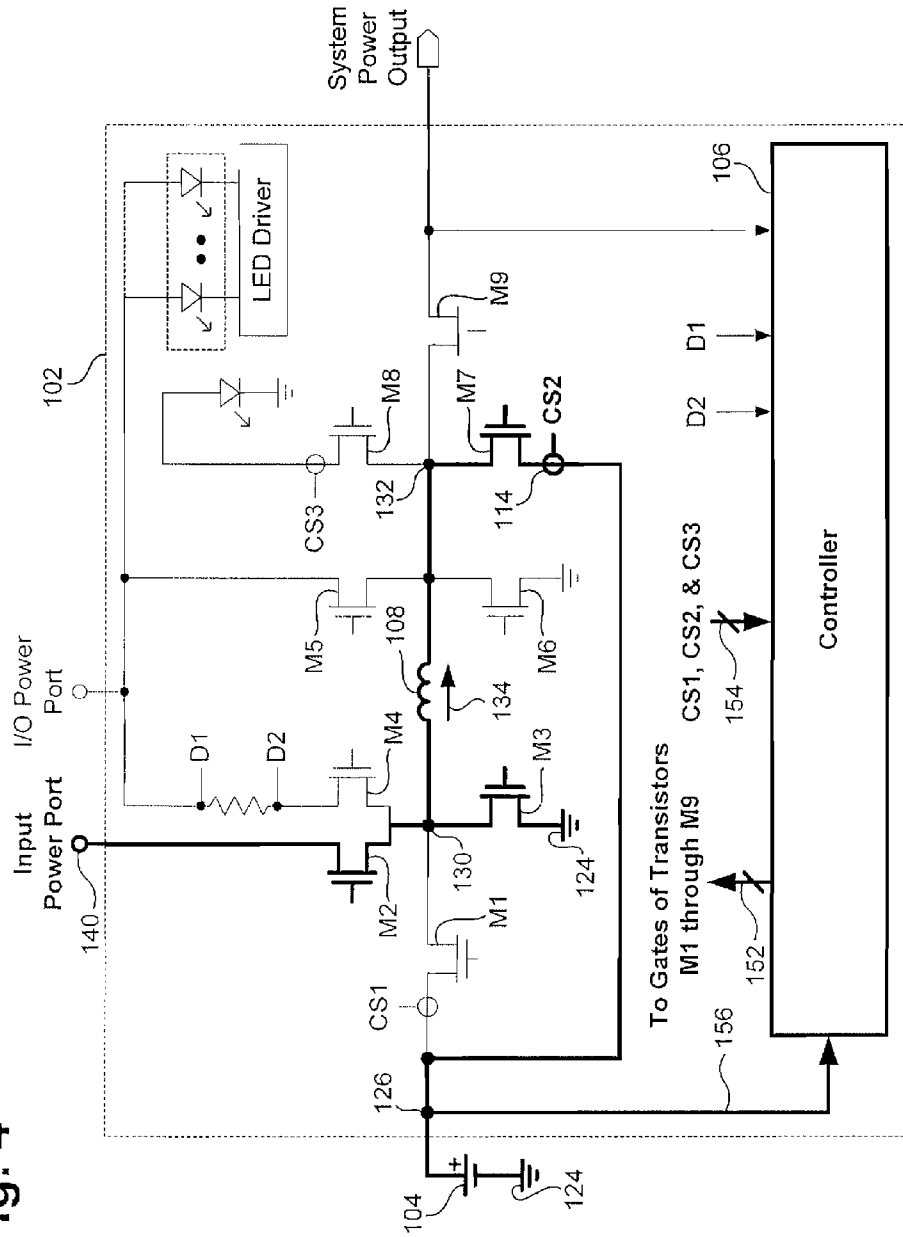 Input
Power Port
I/O Power
Port
140
102
D1
D2
M4
M2
CS3
M5
M8
LED Driver
108
134
132
130
M6
M3
124
M1
CS1
126
104
+
124
M7
CS2
114
M9
System
Power
Output
To Gates of Transistors
M1 through M9
152
156
CS1, CS2, & CS3
154
D2
D1
106
Controller